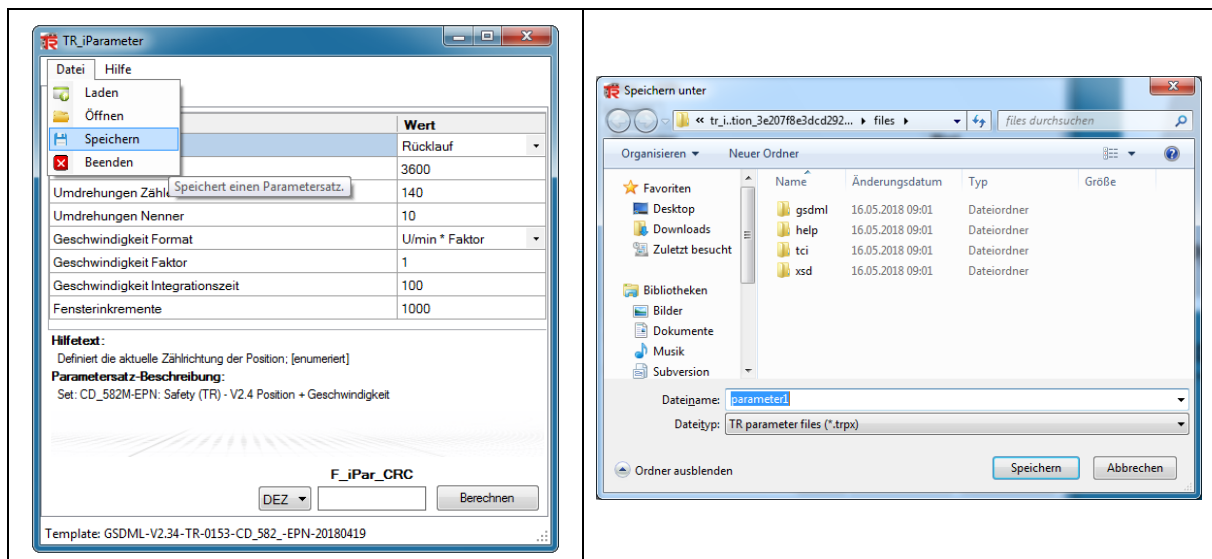 TR_iParameter
Datei Hilfe
Laden
Öffnen
Speichern
Beenden
Speichert einen Parametersatz.
Wert
Rücklauf
3600
Umdrehungen Zähl 140
Umdrehungen Nenner 10
Geschwindigkeit Format U/min * Faktor
Geschwindigkeit Faktor 1
Geschwindigkeit Integrationszeit 100
Fensterinkremente 1000
Hilfetext:
Definiert die aktuelle Zählrichtung der Position; [enumeriert]
Parametersatz-Beschreibung:
Set: CD_582M-EPN: Safety (TR) - V2.4 Position + Geschwindigkeit
F_iPar_CRC
DEZ Berechnen
Template: GSDML-V2.34-TR-0153-CD_582_-EPN-20180419
Speichern unter
« tr_i..tion_3e207f8e3dcd292... files files durchsuchen
Organisieren Neuer Ordner
Favoriten
Desktop
Downloads
Zuletzt besucht
Bibliotheken
Bilder
Dokumente
Musik
Subversion
Name Änderungsdatum Typ Größe
gsdml 16.05.2018 09:01 Dateiordner
help 16.05.2018 09:01 Dateiordner
tci 16.05.2018 09:01 Dateiordner
xsd 16.05.2018 09:01 Dateiordner
Dateiname: parameter1
Dateityp: TR parameter files (*.trpx)
Ordner ausblenden Speichern Abbrechen